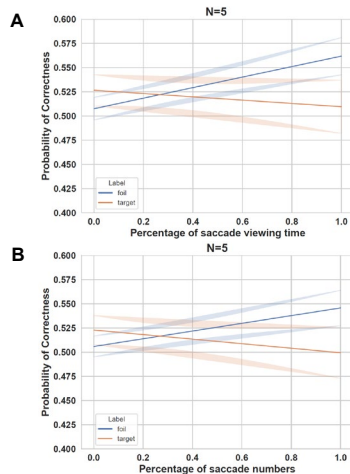 A
N=5
0.600
0.575
0.550
0.525
0.500
0.475
0.450
0.425
0.400
Probability of Correctness
Label
foil
target
0.0 0.2 0.4 0.6 0.8 1.0
Percentage of saccade viewing time
B
N=5
0.600
0.575
0.550
0.525
0.500
0.475
0.450
0.425
0.400
Probability of Correctness
Label
foil
target
0.0 0.2 0.4 0.6 0.8 1.0
Percentage of saccade numbers